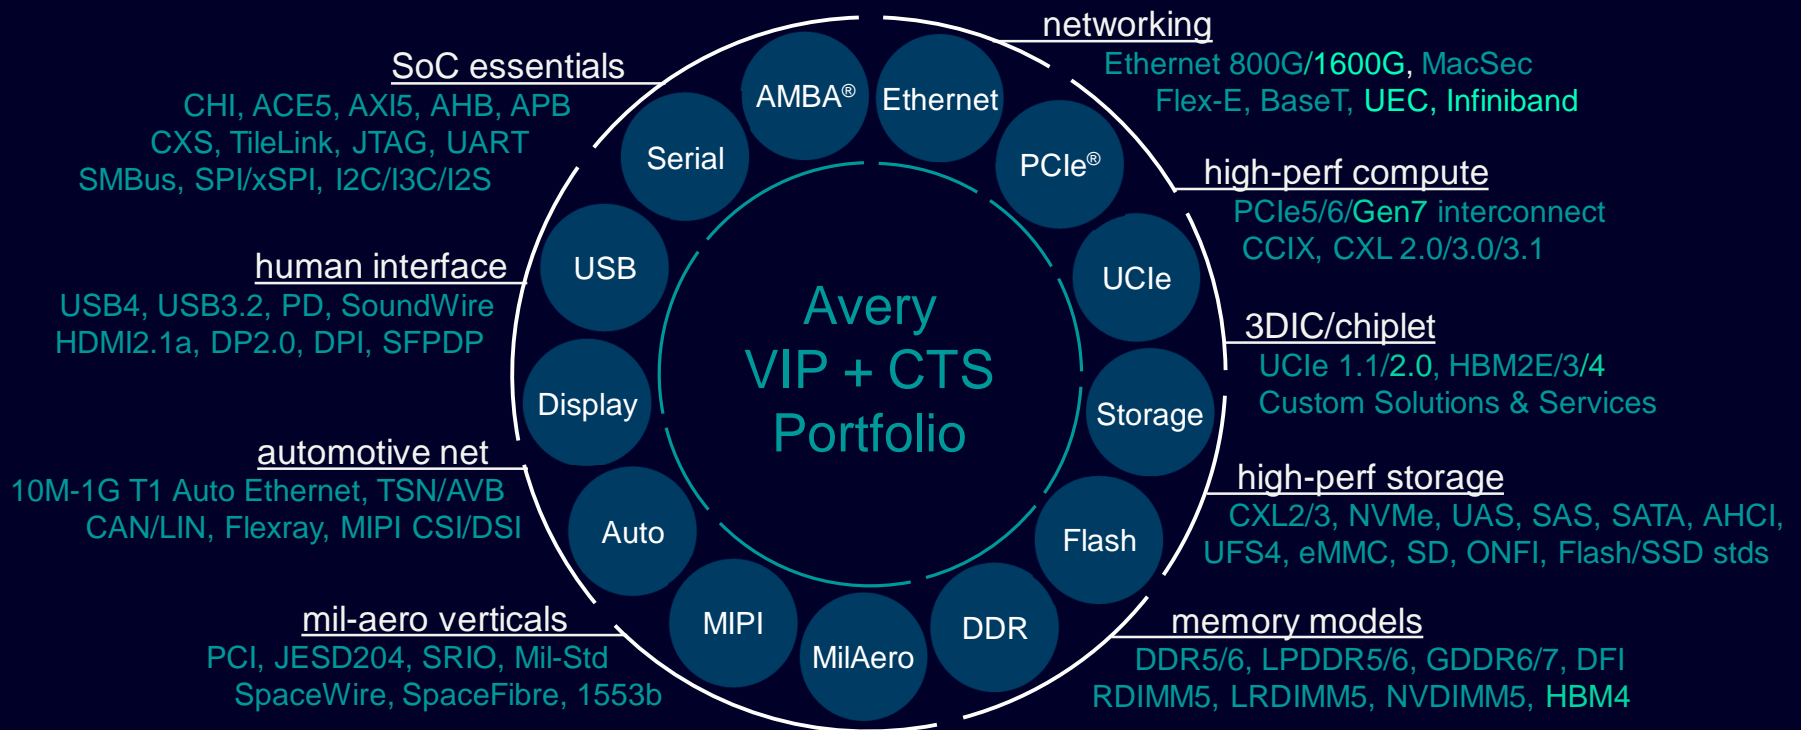 networking
Ethernet 800G/1600G, MacSec
Flex-E, BaseT, UEC, Infiniband
SoC essentials
CHI, ACE5, AXI5, AHB, APB
CXS, TileLink, JTAG, UART
SMBus, SPI/xSPI, I2C/I3C/I2S
high-perf compute
PCIe5/6/Gen7 interconnect
CCIX, CXL 2.0/3.0/3.1
human interface
USB4, USB3.2, PD, SoundWire
HDMI2.1a, DP2.0, DPI, SFPDP
3DIC/chiplet
UCIe 1.1/2.0, HBM2E/3/4
Custom Solutions & Services
automotive net
10M-1G T1 Auto Ethernet, TSN/AVB
CAN/LIN, Flexray, MIPI CSI/DSI
high-perf storage
CXL2/3, NVMe, UAS, SAS, SATA, AHCI,
UFS4, eMMC, SD, ONFI, Flash/SSD stds
mil-aero verticals
PCI, JESD204, SRIO, Mil-Std
SpaceWire, SpaceFibre, 1553b
memory models
DDR5/6, LPDDR5/6, GDDR6/7, DFI
RDIMM5, LRDIMM5, NVDIMM5, HBM4
AMBA®
Ethernet
PCIe®
UCIe
Storage
Flash
DDR
MilAero
MIPI
Auto
Display
USB
Serial
Avery
VIP + CTS
Portfolio